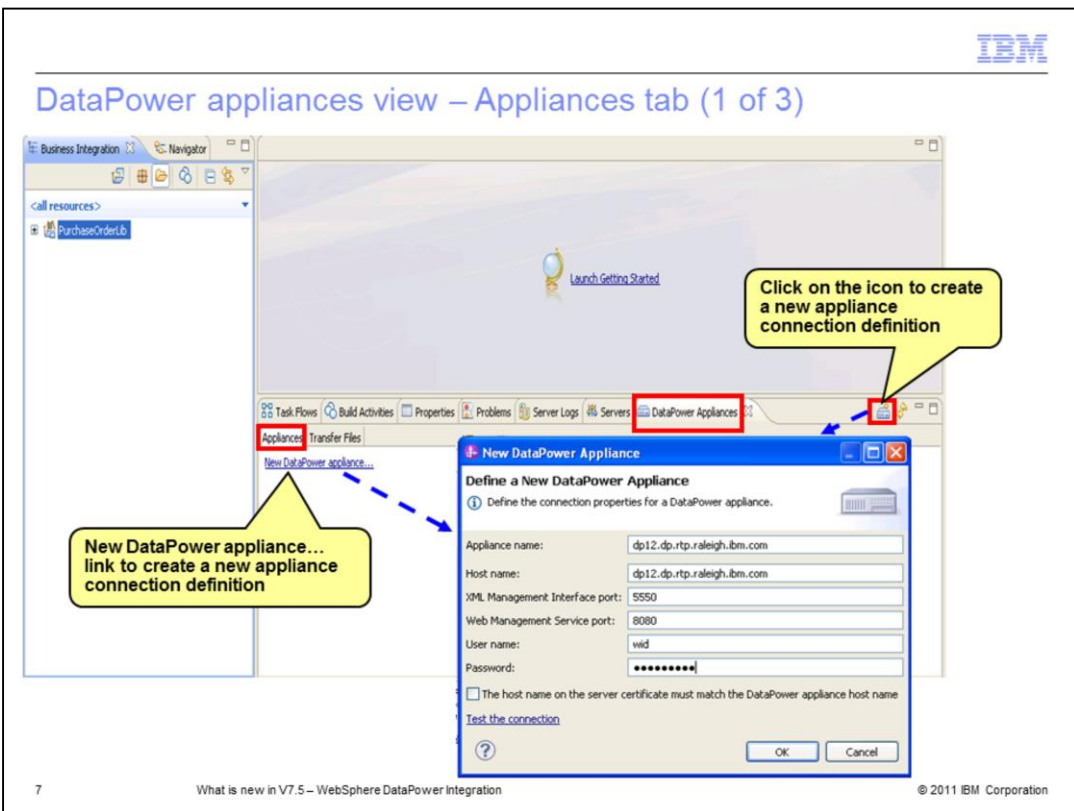 IBM
DataPower appliances view – Appliances tab (1 of 3)
Business Integration Navigator
<all resources>
PurchaseOrderLib
Launch Getting Started
Click on the icon to create
a new appliance
connection definition
Task Flows Build Activities Properties Problems Server Logs Servers DataPower Appliances
Appliances Transfer Files
New DataPower appliance...
New DataPower appliance…
link to create a new appliance
connection definition
New DataPower Appliance
Define a New DataPower Appliance
Define the connection properties for a DataPower appliance.
Appliance name: dp12.dp.rtp.raleigh.ibm.com
Host name: dp12.dp.rtp.raleigh.ibm.com
XML Management Interface port: 5550
Web Management Service port: 8080
User name: wid
Password: ●●●●●●●●●
The host name on the server certificate must match the DataPower appliance host name
Test the connection
? OK Cancel
7 What is new in V7.5 – WebSphere DataPower Integration © 2011 IBM Corporation